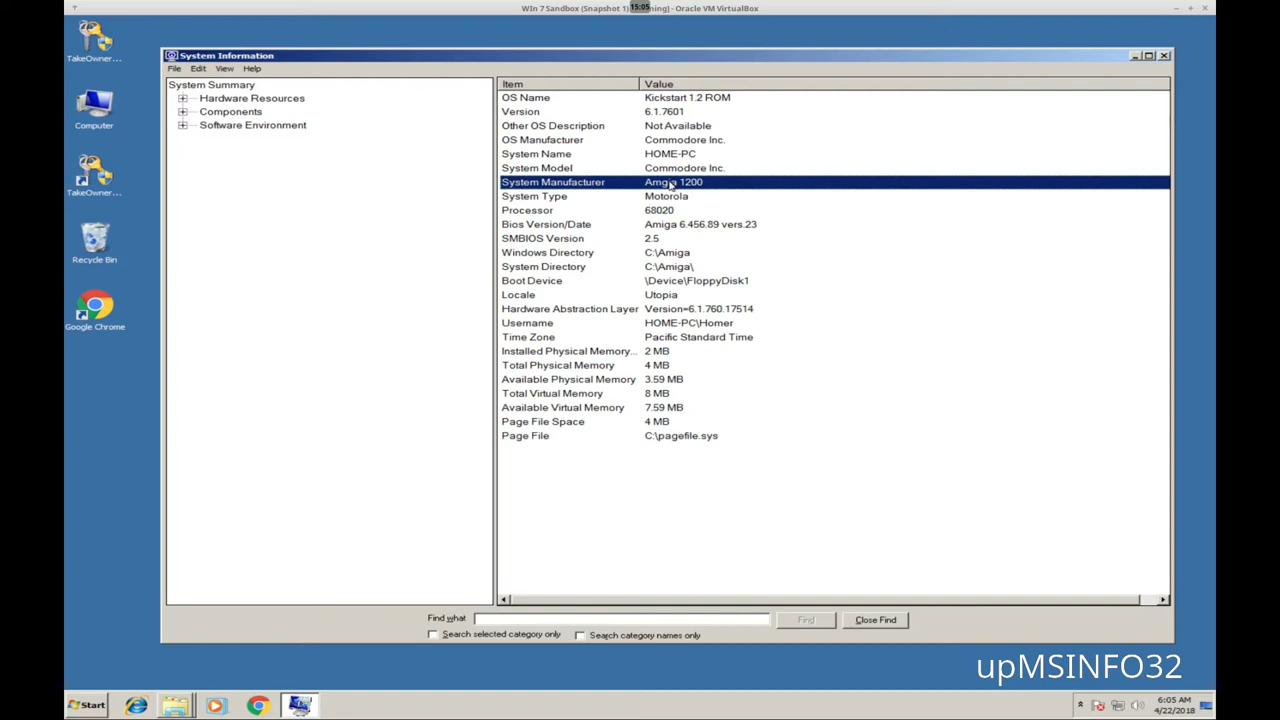 WIn 7 Sandbox (Snapshot 1) ning] - Oracle VM VirtualBox
15:05
TakeOwner...
Computer
TakeOwner...
Recycle Bin
Google Chrome
System Information
File Edit View Help
System Summary
Hardware Resources
Components
Software Environment
Item Value
OS Name Kickstart 1.2 ROM
Version 6.1.7601
Other OS Description Not Available
OS Manufacturer Commodore Inc.
System Name HOME-PC
System Model Commodore Inc.
System Manufacturer Amiga 1200
System Type Motorola
Processor 68020
Bios Version/Date Amiga 6.456.89 vers.23
SMBIOS Version 2.5
Windows Directory C:\Amiga
System Directory C:\Amiga\
Boot Device \Device\FloppyDisk1
Locale Utopia
Hardware Abstraction Layer Version=6.1.760.17514
Username HOME-PC\Homer
Time Zone Pacific Standard Time
Installed Physical Memory... 2 MB
Total Physical Memory 4 MB
Available Physical Memory 3.59 MB
Total Virtual Memory 8 MB
Available Virtual Memory 7.59 MB
Page File Space 4 MB
Page File C:\pagefile.sys
Find what Find Close Find
Search selected category only Search category names only
upMSINFO32
Start
6:05 AM
4/22/2018